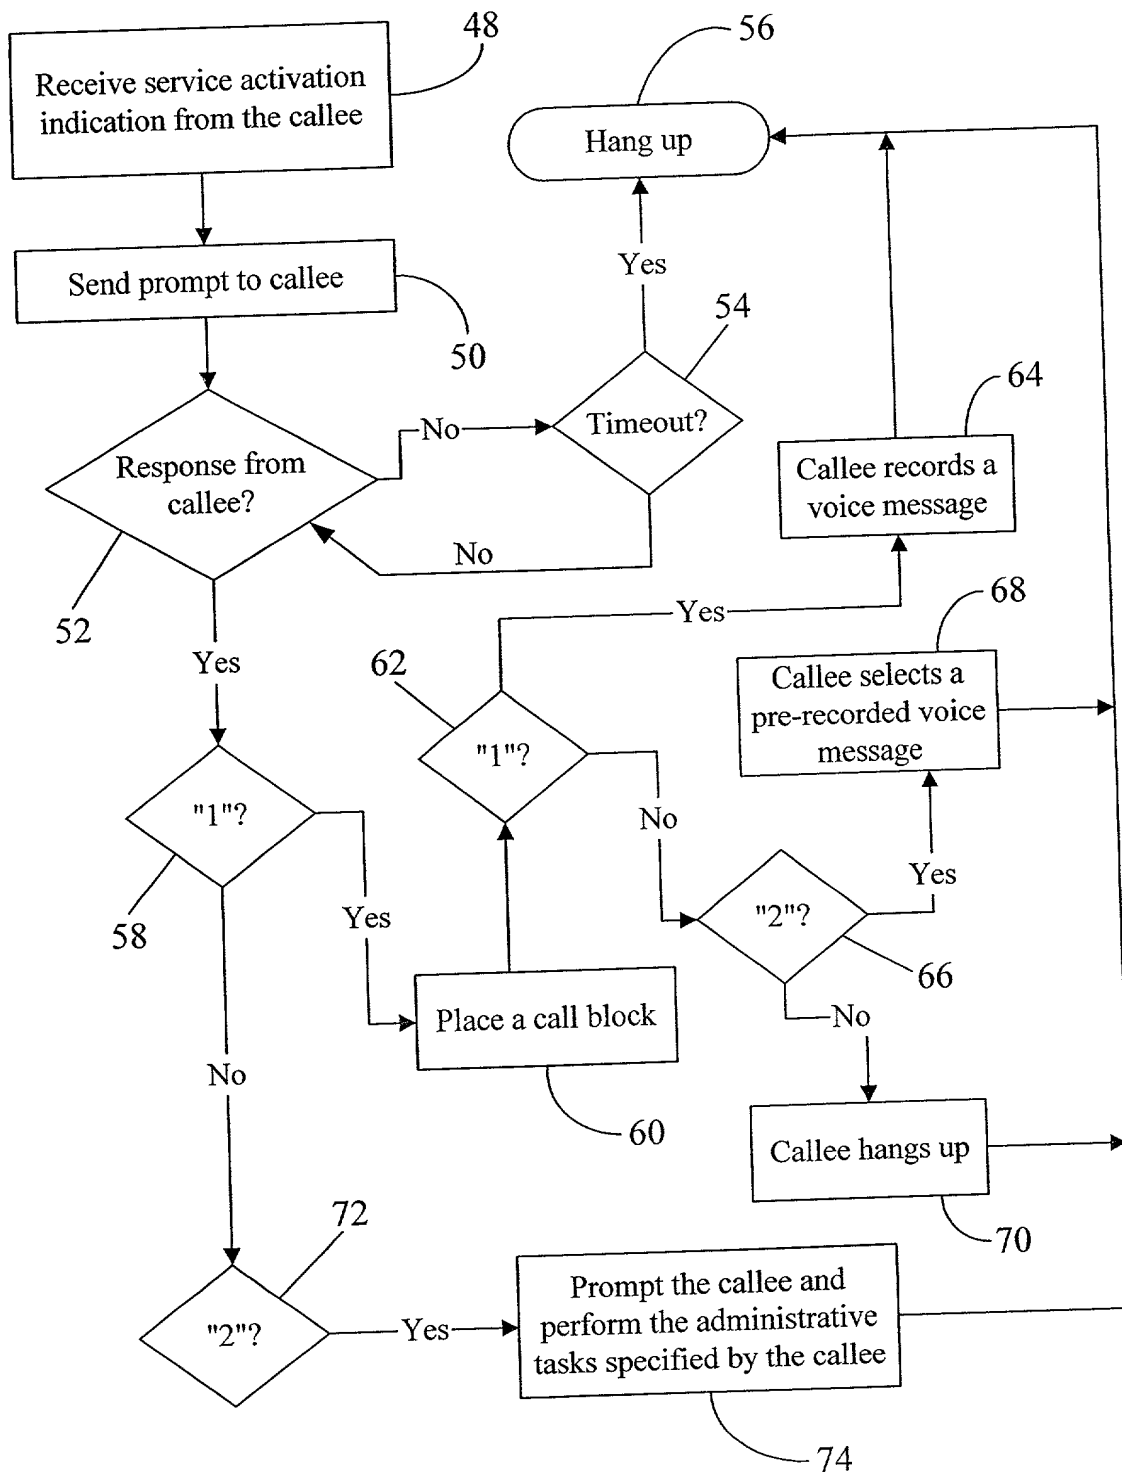 48
Receive service activation
indication from the callee
56
Hang up
Send prompt to callee
50
Yes
54
Timeout?
No
Response from
callee?
No
52
Yes
64
Callee records a
voice message
Yes
68
Callee selects a
pre-recorded voice
message
62
"1"?
No
"1"?
58
Yes
"2"?
Yes
66
No
Place a call block
60
No
Callee hangs up
70
72
"2"?
Yes
Prompt the callee and
perform the administrative
tasks specified by the callee
74